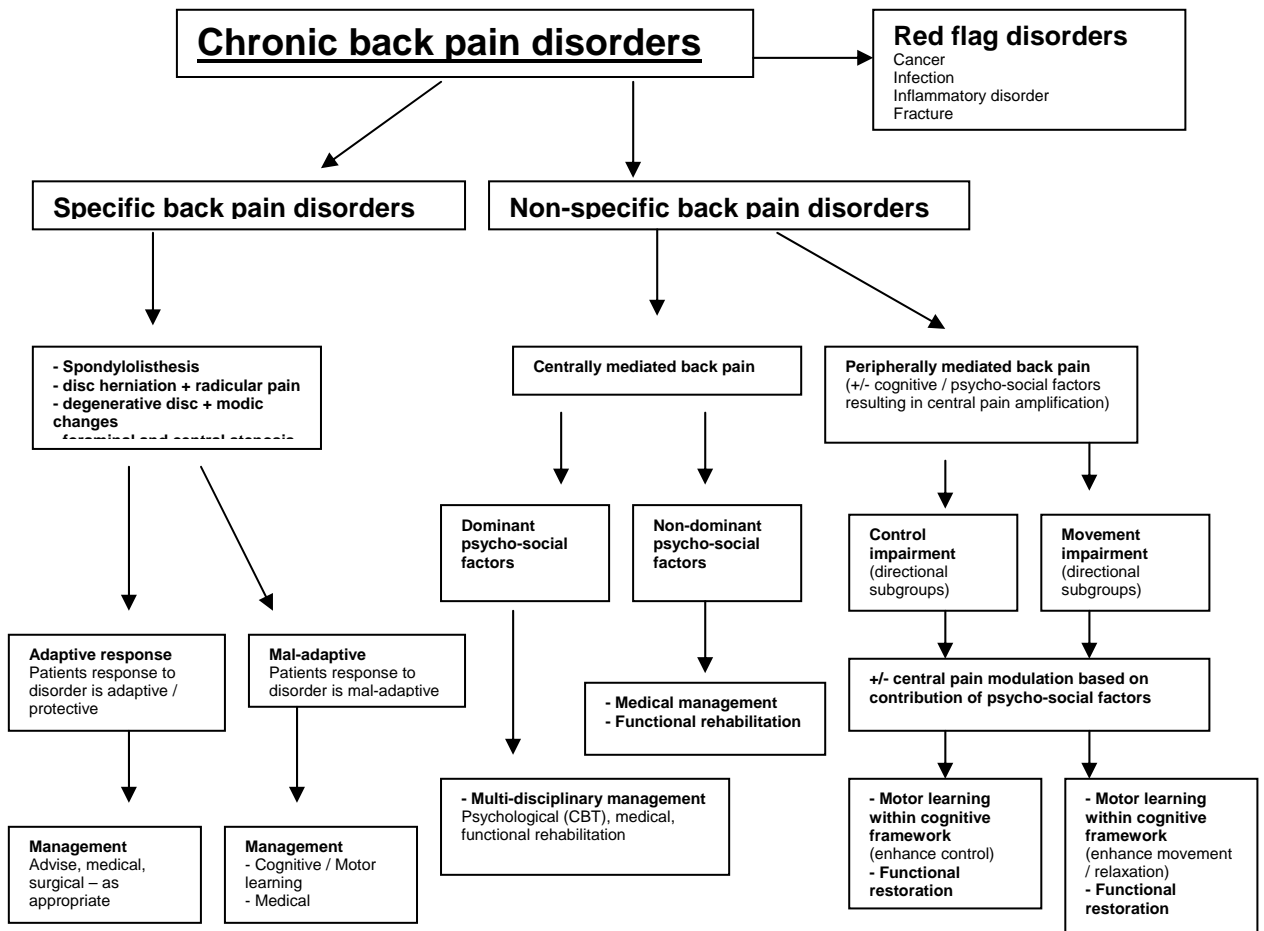 Chronic back pain disorders
Red flag disorders
Cancer
Infection
Inflammatory disorder
Fracture
Specific back pain disorders
Non-specific back pain disorders
- Spondylolisthesis
- disc herniation + radicular pain
- degenerative disc + modic
changes
- foraminal and central stenosis
Centrally mediated back pain
Peripherally mediated back pain
(+/- cognitive / psycho-social factors
resulting in central pain amplification)
Dominant
psycho-social
factors
Non-dominant
psycho-social
factors
Control
impairment
(directional
subgroups)
Movement
impairment
(directional
subgroups)
Adaptive response
Patients response to
disorder is adaptive /
protective
Mal-adaptive
Patients response to
disorder is mal-adaptive
- Medical management
- Functional rehabilitation
+/- central pain modulation based on
contribution of psycho-social factors
- Multi-disciplinary management
Psychological (CBT), medical,
functional rehabilitation
Management
Advise, medical,
surgical – as
appropriate
Management
- Cognitive / Motor
learning
- Medical
- Motor learning
within cognitive
framework
(enhance control)
- Functional
restoration
- Motor learning
within cognitive
framework
(enhance movement
/ relaxation)
- Functional
restoration